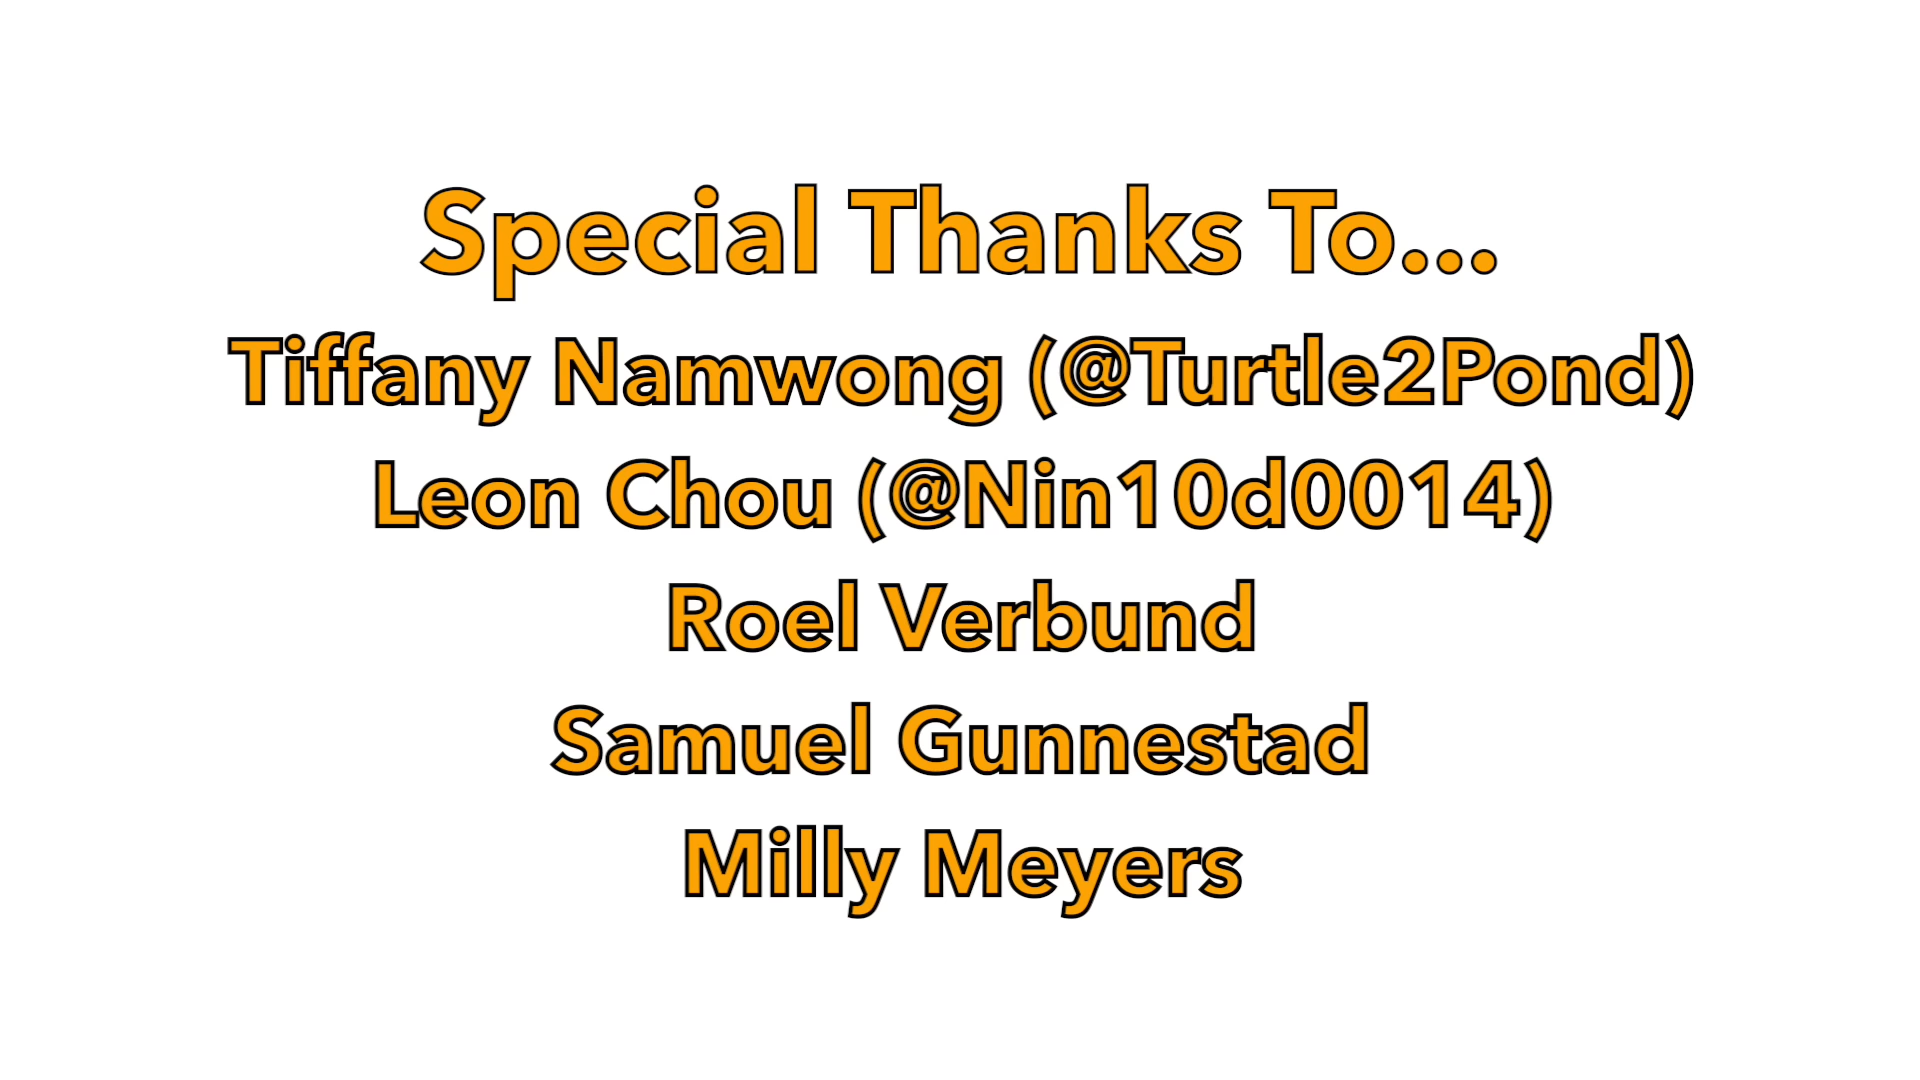 Special Thanks To...
Tiffany Namwong (@Turtle2Pond)
Leon Chou (@Nin10d0014)
Roel Verbund
Samuel Gunnestad
Milly Meyers